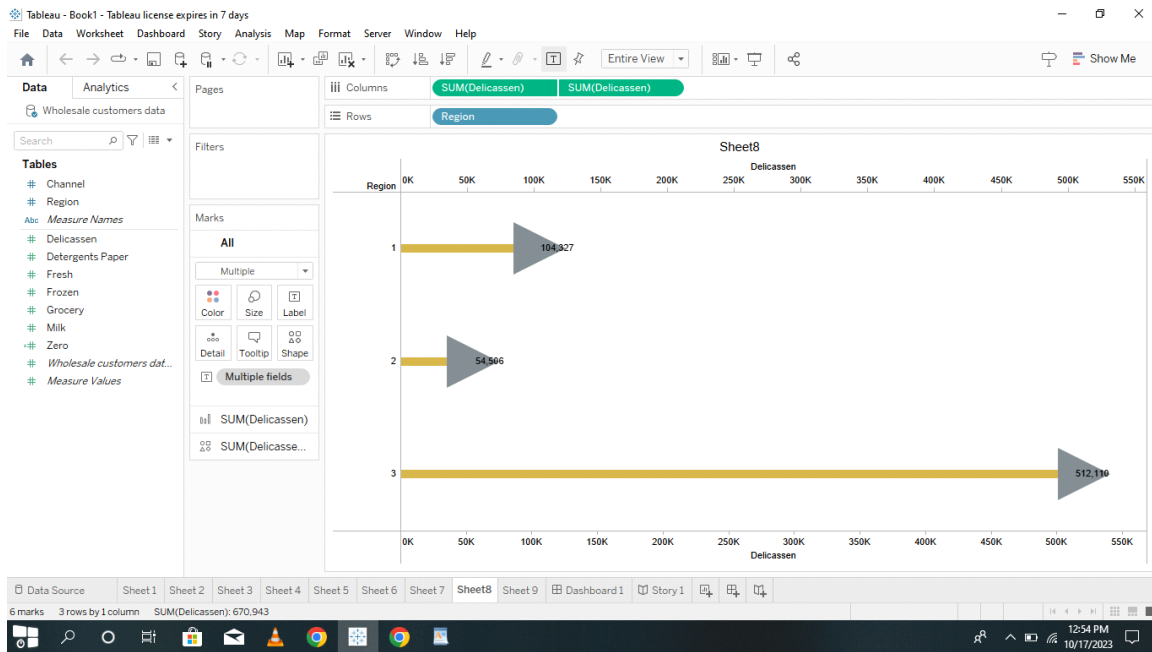 Tableau - Book1 - Tableau license expires in 7 days
File Data Worksheet Dashboard Story Analysis Map Format Server Window Help
Entire View
Show Me
Data Analytics
Wholesale customers data
Search
Tables
# Channel
# Region
Abc Measure Names
# Delicassen
# Detergents Paper
# Fresh
# Frozen
# Grocery
# Milk
=# Zero
# Wholesale customers dat...
# Measure Values
Pages
Filters
Marks
All
Multiple
Color Size Label
Detail Tooltip Shape
Multiple fields
SUM(Delicassen)
SUM(Delicasse...
Columns SUM(Delicassen) SUM(Delicassen)
Rows Region
Sheet8
Delicassen
Region 0K 50K 100K 150K 200K 250K 300K 350K 400K 450K 500K 550K
1 104,327
2 54,506
3 512,110
0K 50K 100K 150K 200K 250K 300K 350K 400K 450K 500K 550K
Delicassen
Data Source Sheet 1 Sheet 2 Sheet 3 Sheet 4 Sheet 5 Sheet 6 Sheet 7 Sheet8 Sheet 9 Dashboard 1 Story 1
6 marks 3 rows by 1 column SUM(Delicassen): 670,943
12:54 PM
10/17/2023